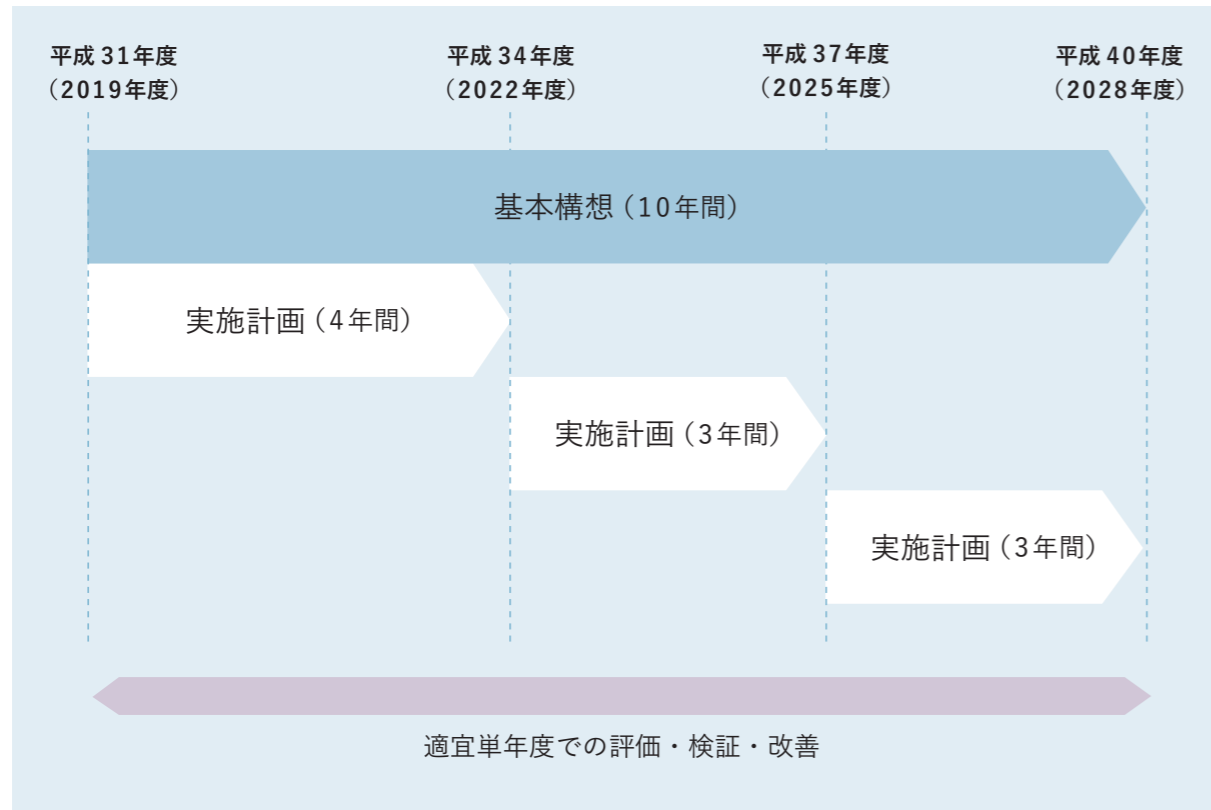 平成31年度
（2019年度）
平成34年度
（2022年度）
平成37年度
（2025年度）
平成40年度
（2028年度）
基本構想（10年間）
実施計画（4年間）
実施計画（3年間）
実施計画（3年間）
適宜単年度での評価・検証・改善